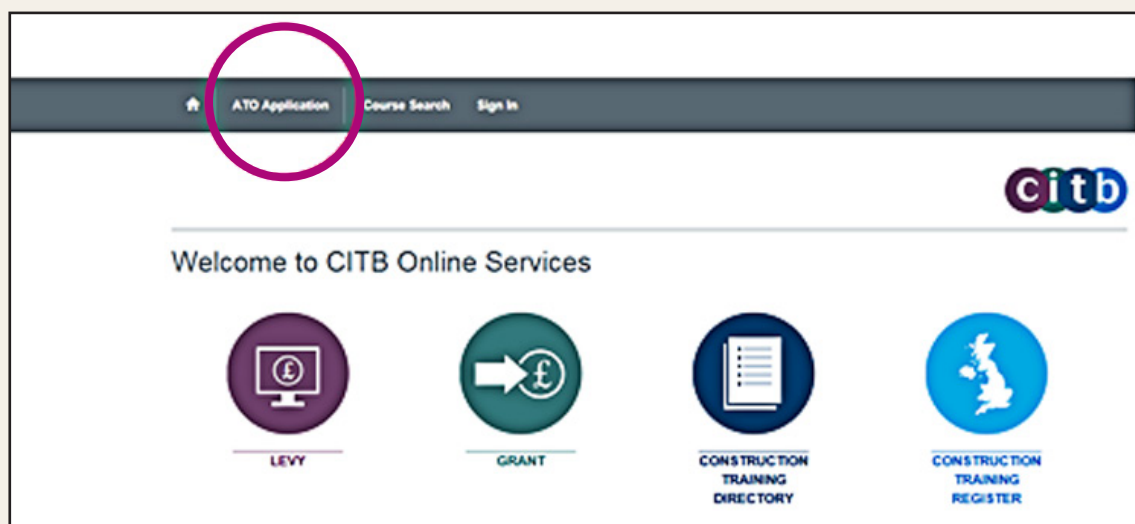 ATO Application Course Search Sign In
citb
Welcome to CITB Online Services
£ £
LEVY GRANT CONSTRUCTION CONSTRUCTION
TRAINING TRAINING
DIRECTORY REGISTER